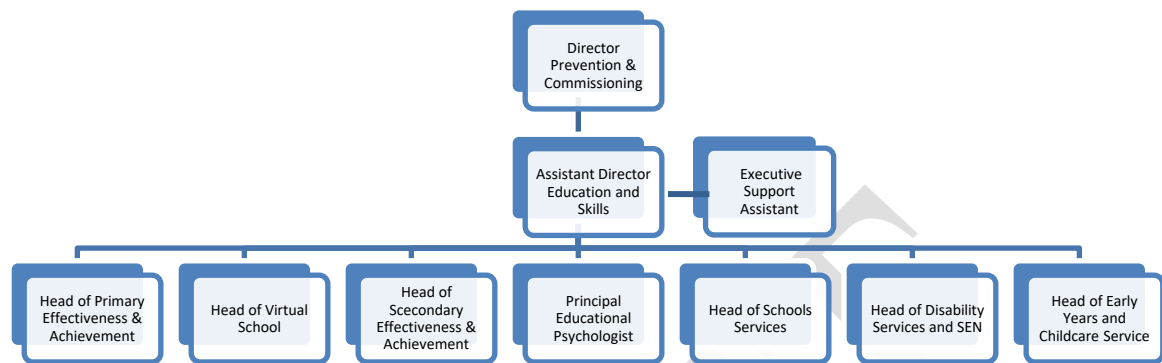 Director
Prevention &
Commissioning
Assistant Director
Education and
Skills
Executive
Support
Assistant
Head of Primary
Effectiveness &
Achievement
Head of Virtual
School
Head of
Scecondary
Effectiveness &
Achievement
Principal
Educational
Psychologist
Head of Schools
Services
Head of Disability
Services and SEN
Head of Early
Years and
Childcare Service